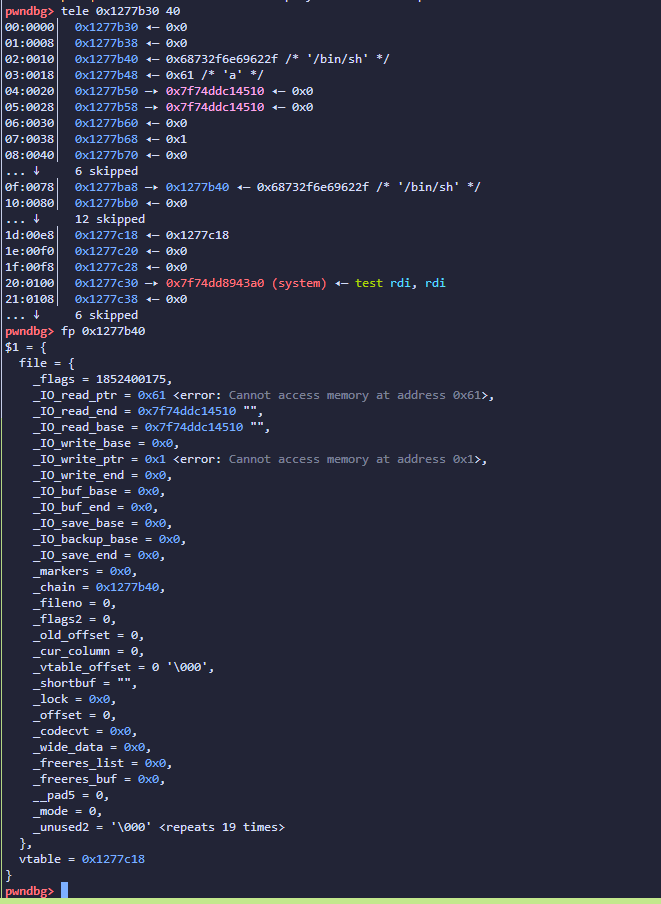 pwndbg> tele 0x1277b30 40
00:0000│ 0x1277b30 ◂— 0x0
01:0008│ 0x1277b38 ◂— 0x0
02:0010│ 0x1277b40 ◂— 0x68732f6e69622f /* '/bin/sh' */
03:0018│ 0x1277b48 ◂— 0x61 /* 'a' */
04:0020│ 0x1277b50 —▸ 0x7f74ddc14510 ◂— 0x0
05:0028│ 0x1277b58 —▸ 0x7f74ddc14510 ◂— 0x0
06:0030│ 0x1277b60 ◂— 0x0
07:0038│ 0x1277b68 ◂— 0x1
08:0040│ 0x1277b70 ◂— 0x0
... ↓ 6 skipped
0f:0078│ 0x1277ba8 —▸ 0x1277b40 ◂— 0x68732f6e69622f /* '/bin/sh' */
10:0080│ 0x1277bb0 ◂— 0x0
... ↓ 12 skipped
1d:00e8│ 0x1277c18 ◂— 0x1277c18
1e:00f0│ 0x1277c20 ◂— 0x0
1f:00f8│ 0x1277c28 ◂— 0x0
20:0100│ 0x1277c30 —▸ 0x7f74dd8943a0 (system) ◂— test rdi, rdi
21:0108│ 0x1277c38 ◂— 0x0
... ↓ 6 skipped
pwndbg> fp 0x1277b40
$1 = {
file = {
_flags = 1852400175,
_IO_read_ptr = 0x61 <error: Cannot access memory at address 0x61>,
_IO_read_end = 0x7f74ddc14510 "",
_IO_read_base = 0x7f74ddc14510 "",
_IO_write_base = 0x0,
_IO_write_ptr = 0x1 <error: Cannot access memory at address 0x1>,
_IO_write_end = 0x0,
_IO_buf_base = 0x0,
_IO_buf_end = 0x0,
_IO_save_base = 0x0,
_IO_backup_base = 0x0,
_IO_save_end = 0x0,
_markers = 0x0,
_chain = 0x1277b40,
_fileno = 0,
_flags2 = 0,
_old_offset = 0,
_cur_column = 0,
_vtable_offset = 0 '\000',
_shortbuf = "",
_lock = 0x0,
_offset = 0,
_codecvt = 0x0,
_wide_data = 0x0,
_freeres_list = 0x0,
_freeres_buf = 0x0,
__pad5 = 0,
_mode = 0,
_unused2 = '\000' <repeats 19 times>
},
vtable = 0x1277c18
}
pwndbg>